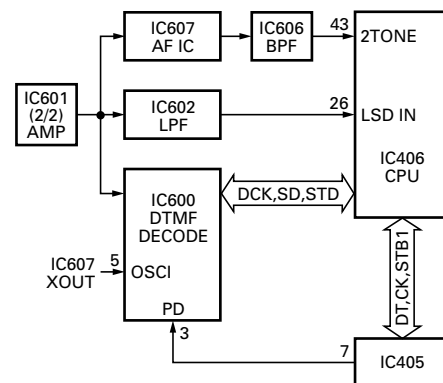 IC607
AF IC
IC606
BPF
43
2TONE
IC601
(2/2)
AMP
IC602
LPF
26
LSD IN
IC406
CPU
IC600
DTMF
DECODE
DCK,SD,STD
IC607
XOUT
5
OSCI
PD
3
DT,CK,STB1
7
IC405